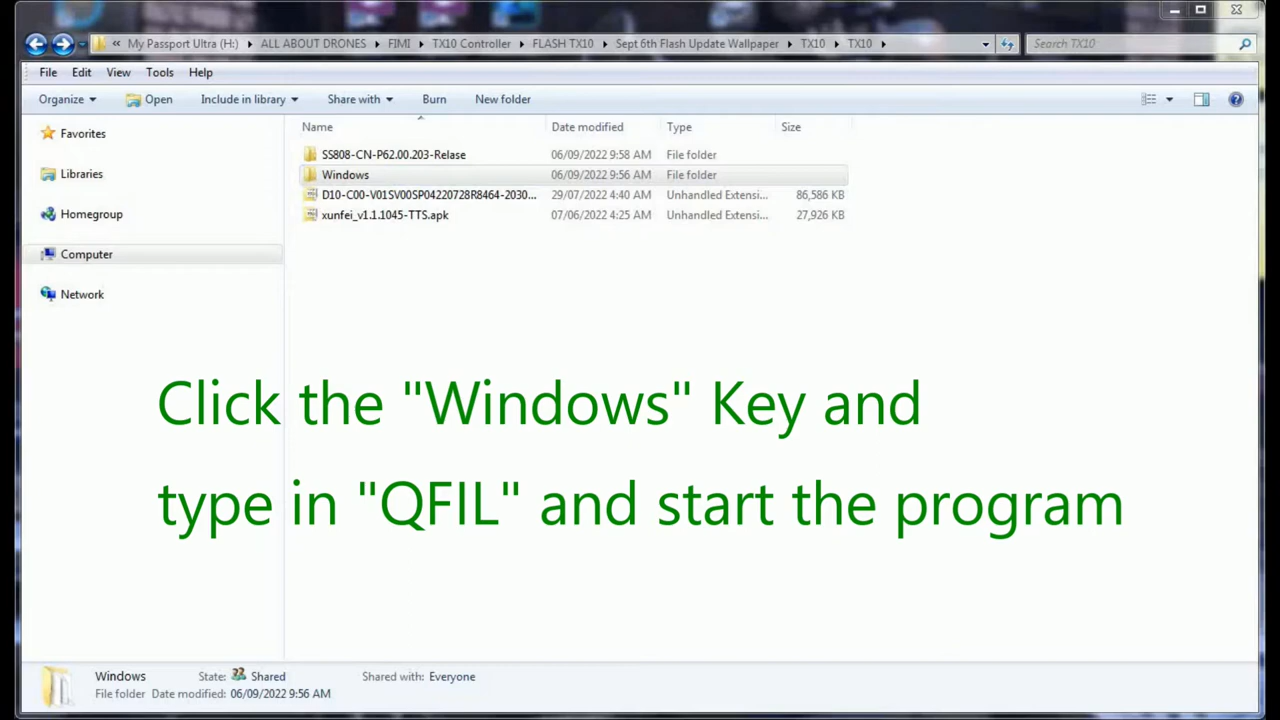 « My Passport Ultra (H:) ▸ ALL ABOUT DRONES ▸ FIMI ▸ TX10 Controller ▸ FLASH TX10 ▸ Sept 6th Flash Update Wallpaper ▸ TX10 ▸ TX10 ▸ Search TX10
File Edit View Tools Help
Organize Open Include in library Share with Burn New folder
Name Date modified Type Size
Favorites
Libraries
Homegroup
Computer
Network
SS808-CN-P62.00.203-Relase 06/09/2022 9:58 AM File folder
Windows 06/09/2022 9:56 AM File folder
D10-C00-V01SV00SP04220728R8464-2030... 29/07/2022 4:40 AM Unhandled Extensi... 86,586 KB
xunfei_v1.1.1045-TTS.apk 07/06/2022 4:25 AM Unhandled Extensi... 27,926 KB
Click the "Windows" Key and
type in "QFIL" and start the program
Windows State: Shared Shared with: Everyone
File folder Date modified: 06/09/2022 9:56 AM